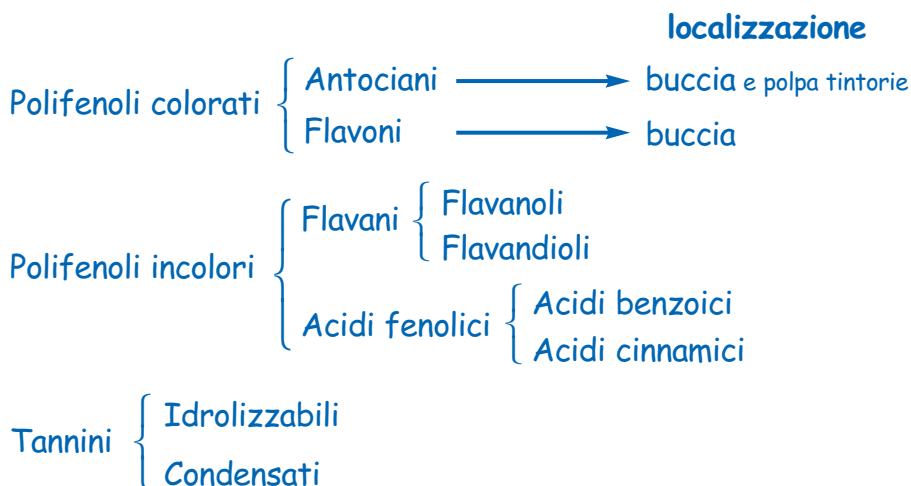 localizzazione
Polifenoli colorati
Antociani
buccia e polpa tintorie
Flavoni
buccia
Polifenoli incolori
Flavani
Flavanoli
Flavandioli
Acidi fenolici
Acidi benzoici
Acidi cinnamici
Tannini
Idrolizzabili
Condensati